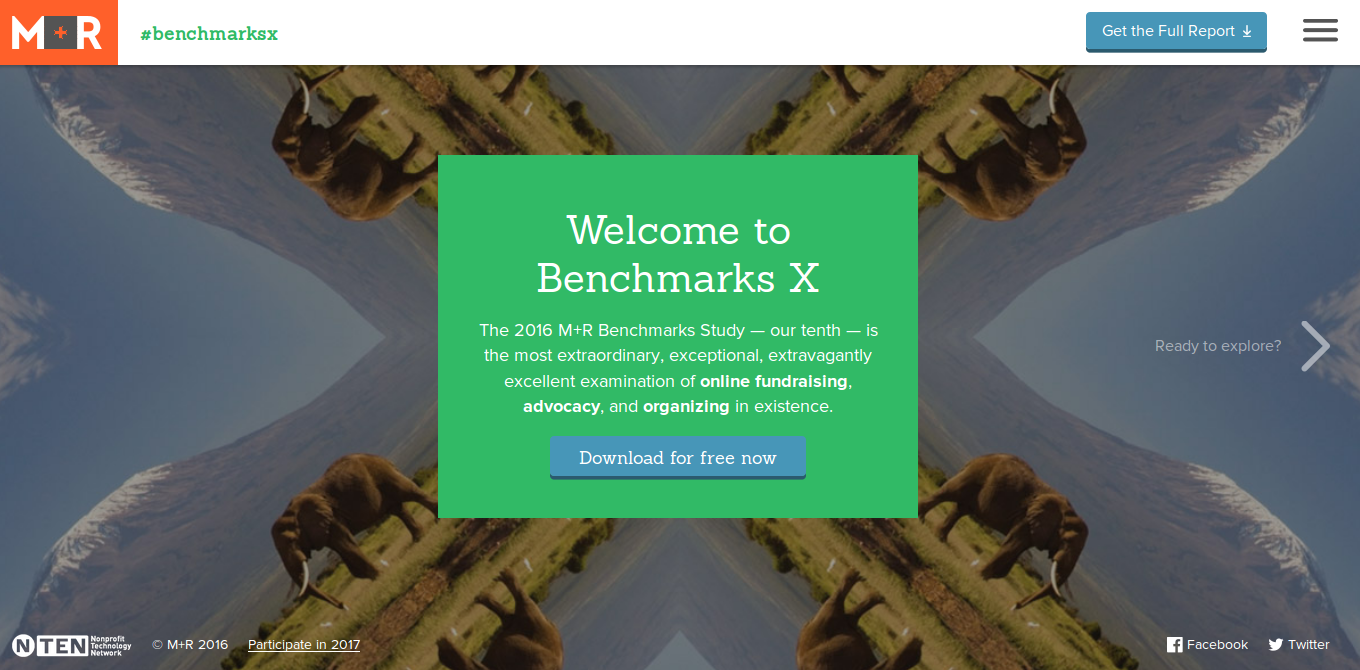 M+R
#benchmarksx
Get the Full Report
Welcome to
Benchmarks X
The 2016 M+R Benchmarks Study — our tenth — is
the most extraordinary, exceptional, extravagantly
excellent examination of online fundraising,
advocacy, and organizing in existence.
Download for free now
Ready to explore?
NTEN Nonprofit
Technology
Network
© M+R 2016
Participate in 2017
Facebook
Twitter